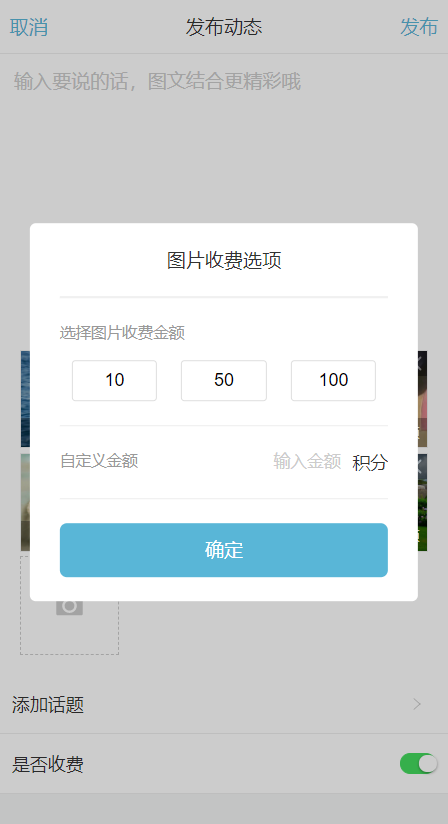 取消 发布动态 发布
输入要说的话，图文结合更精彩哦
图片收费选项
选择图片收费金额
10 50 100
自定义金额 输入金额 积分
确定
添加话题
是否收费